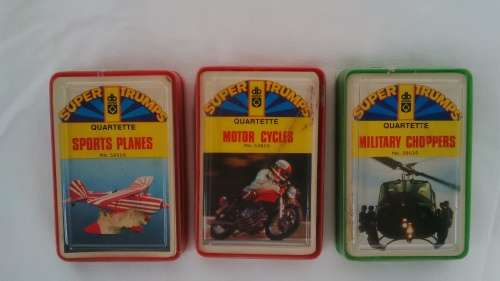 SUPER TRUMPS
QUARTETTE
SPORTS PLANES
SUPER TRUMPS
QUARTETTE
MOTOR CYCLES
SUPER TRUMPS
QUARTETTE
MILITARY CHOPPERS